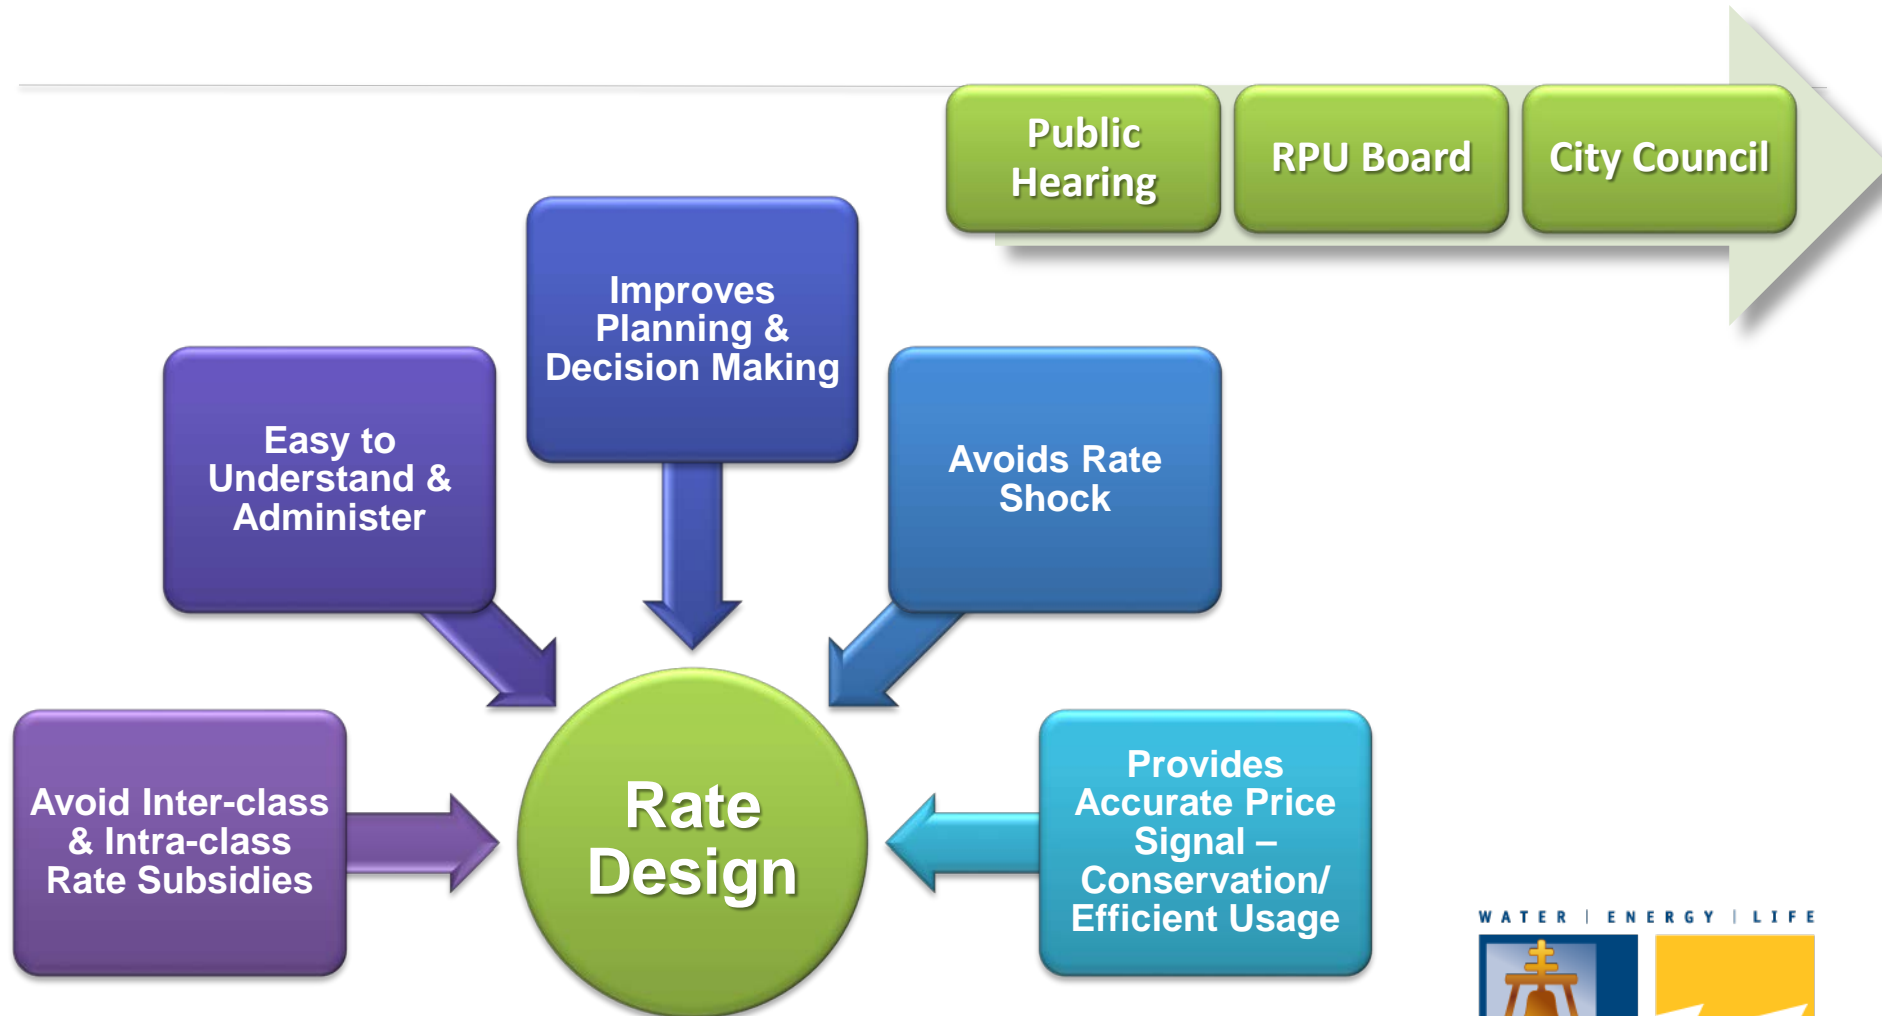 Public
Hearing
RPU Board
City Council
Improves
Planning &
Decision Making
Easy to
Understand &
Administer
Avoids Rate
Shock
Avoid Inter-class
& Intra-class
Rate Subsidies
Rate
Design
Provides
Accurate Price
Signal –
Conservation/
Efficient Usage
WATER | ENERGY | LIFE